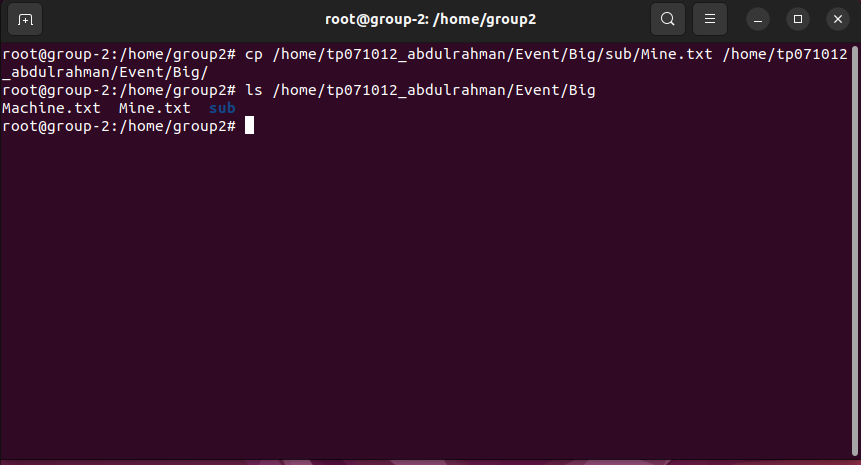 root@group-2: /home/group2
root@group-2:/home/group2# cp /home/tp071012_abdulrahman/Event/Big/sub/Mine.txt /home/tp071012
_abdulrahman/Event/Big/
root@group-2:/home/group2# ls /home/tp071012_abdulrahman/Event/Big
Machine.txt  Mine.txt  sub
root@group-2:/home/group2#